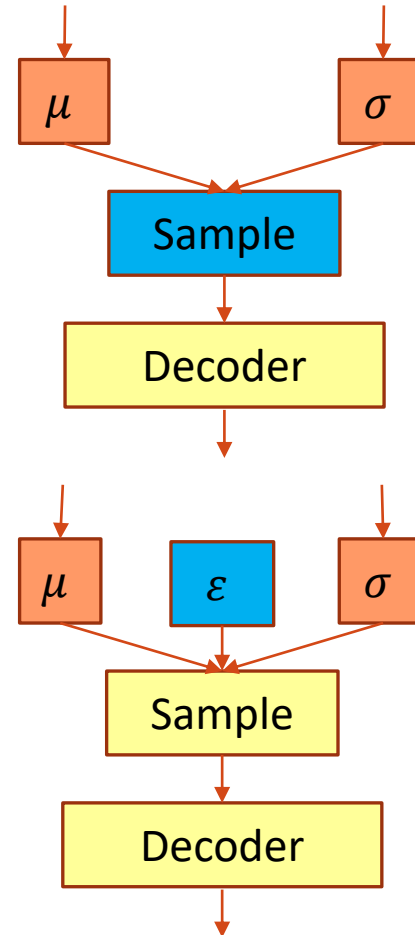 μ σ
Sample
Decoder
μ ε σ
Sample
Decoder